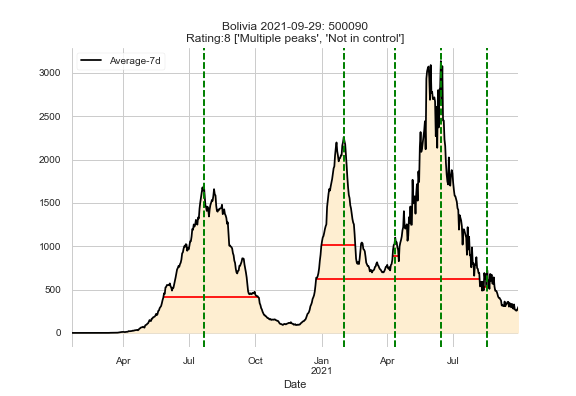 Bolivia 2021-09-29: 500090
Rating:8 ['Multiple peaks', 'Not in control']
Average-7d
3000
2500
2000
1500
1000
500
0
Apr Jul Oct Jan Apr Jul
2021
Date